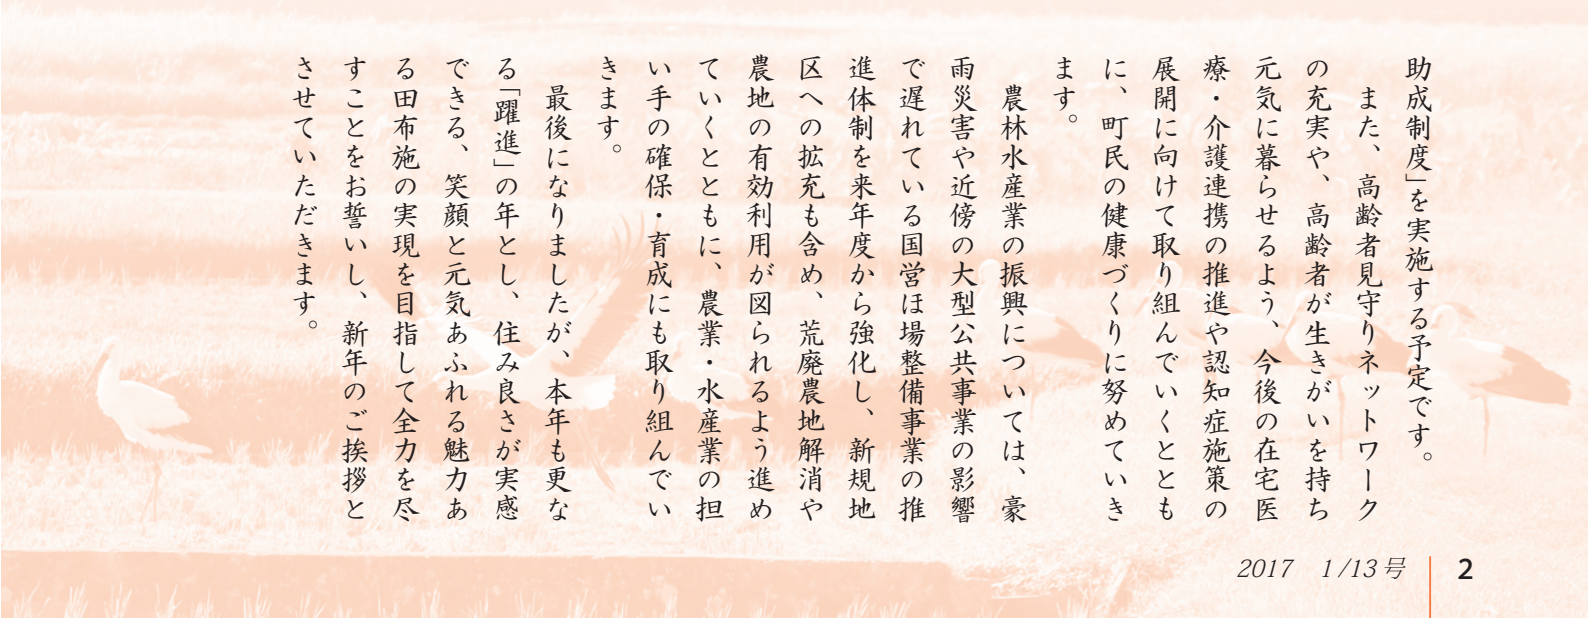 助成制度」を実施する予定です。
また、高齢者見守りネットワーク
の充実や、高齢者が生きがいを持ち
元気に暮らせるよう、今後の在宅医
療・介護連携の推進や認知症施策の
展開に向けて取り組んでいくととも
に、町民の健康づくりに努めていき
ます。
農林水産業の振興については、豪
雨災害や近傍の大型公共事業の影響
で遅れている国営ほ場整備事業の推
進体制を来年度から強化し、新規地
区への拡充も含め、荒廃農地解消や
農地の有効利用が図られるよう進め
ていくとともに、農業・水産業の担
い手の確保・育成にも取り組んでい
きます。
最後になりましたが、本年も更な
る「躍進」の年とし、住み良さが実感
できる、笑顔と元気あふれる魅力あ
る田布施の実現を目指して全力を尽
すことをお誓いし、新年のご挨拶と
させていただきます。
2017 1/13号 2